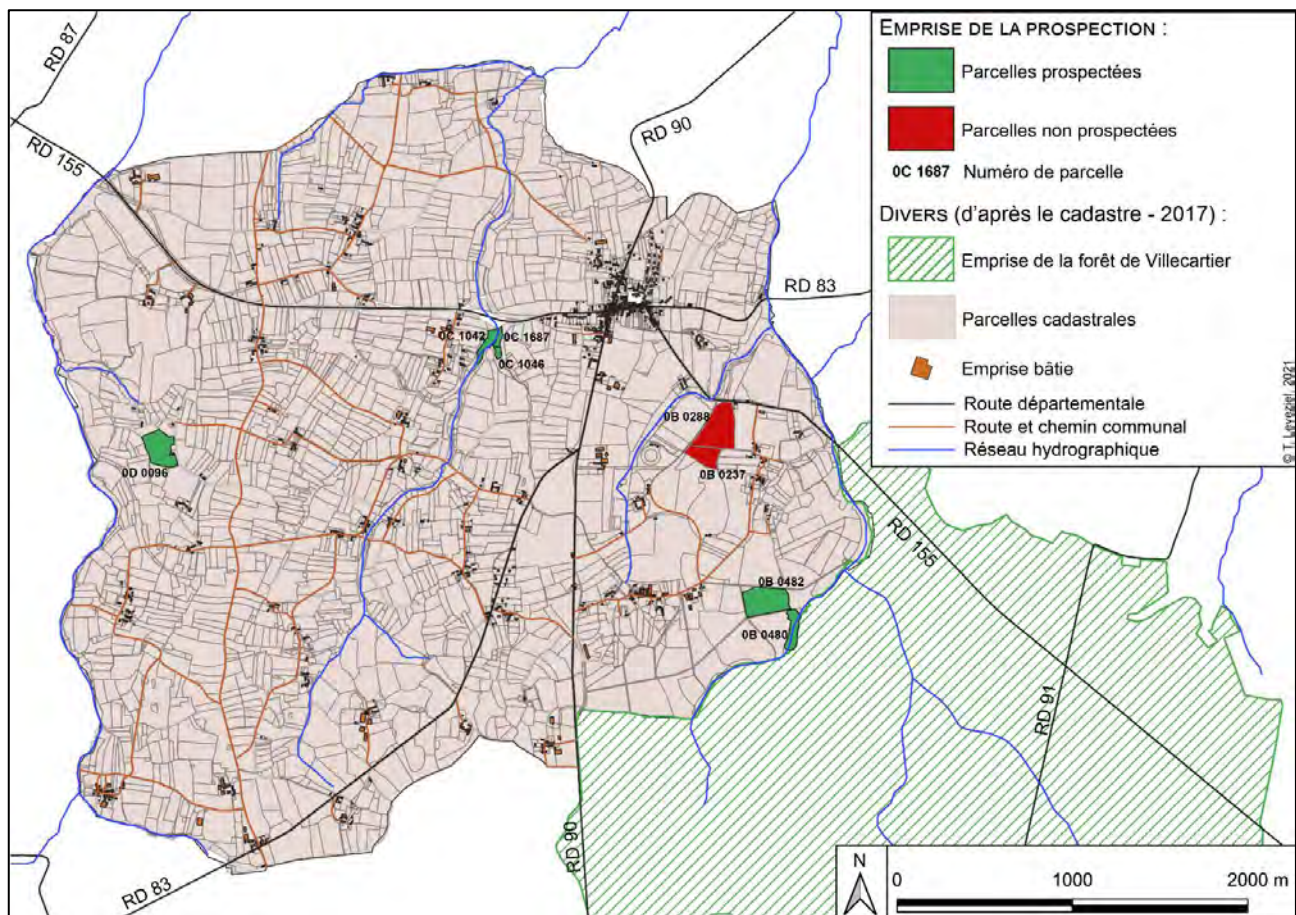 RD 87
RD 155
RD 90
EMPRISE DE LA PROSPECTION :
Parcelles prospectées
Parcelles non prospectées
0C 1687 Numéro de parcelle
DIVERS (d'après le cadastre - 2017) :
Emprise de la forêt de Villecartier
Parcelles cadastrales
Emprise bâtie
Route départementale
Route et chemin communal
Réseau hydrographique
© T. Leveziel, 2021
RD 83
0C 1042
0C 1687
0C 1046
0B 0288
0B 0237
0D 0096
RD 155
0B 0482
0B 0480
RD 91
RD 90
RD 83
N
0 1000 2000 m